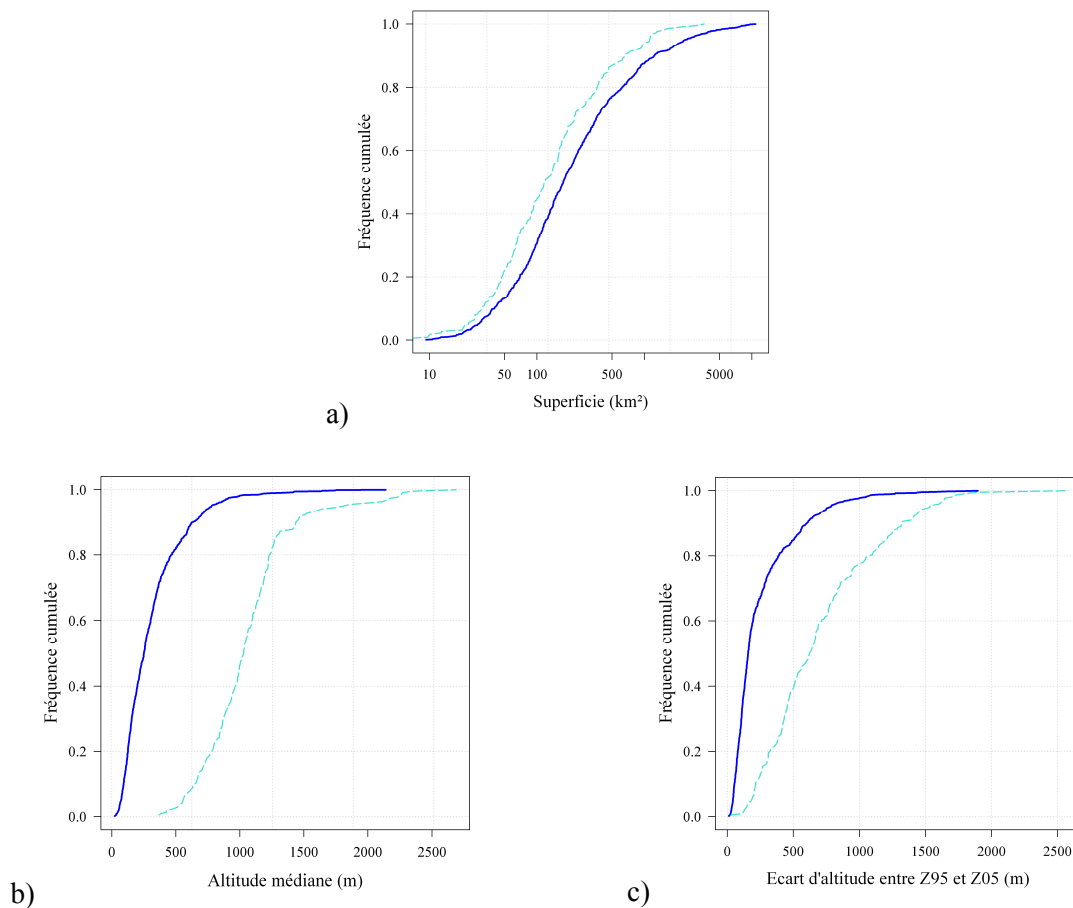 1.0
0.8
0.6
0.4
0.2
0.0
Fréquence cumulée
10 50 100 500 5000
Superficie (km²)
a)
1.0
0.8
0.6
0.4
0.2
0.0
Fréquence cumulée
0 500 1000 1500 2000 2500
Altitude médiane (m)
b)
1.0
0.8
0.6
0.4
0.2
0.0
Fréquence cumulée
0 500 1000 1500 2000 2500
Ecart d'altitude entre Z95 et Z05 (m)
c)